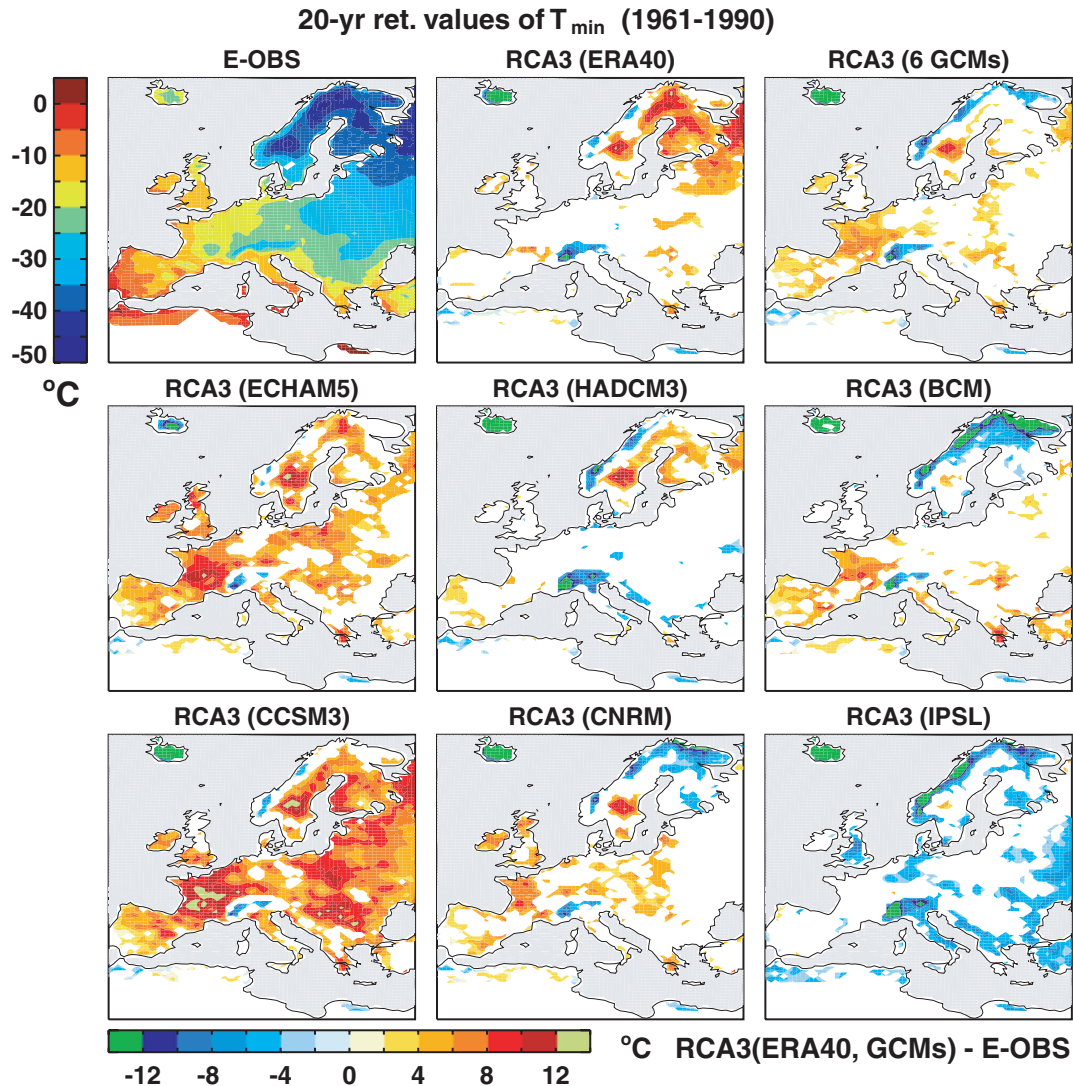 20-yr ret. values of Tmin (1961-1990)
E-OBS
RCA3 (ERA40)
RCA3 (6 GCMs)
0
-10
-20
-30
-40
-50
°C
RCA3 (ECHAM5)
RCA3 (HADCM3)
RCA3 (BCM)
RCA3 (CCSM3)
RCA3 (CNRM)
RCA3 (IPSL)
-12 -8 -4 0 4 8 12
°C RCA3(ERA40, GCMs) - E-OBS